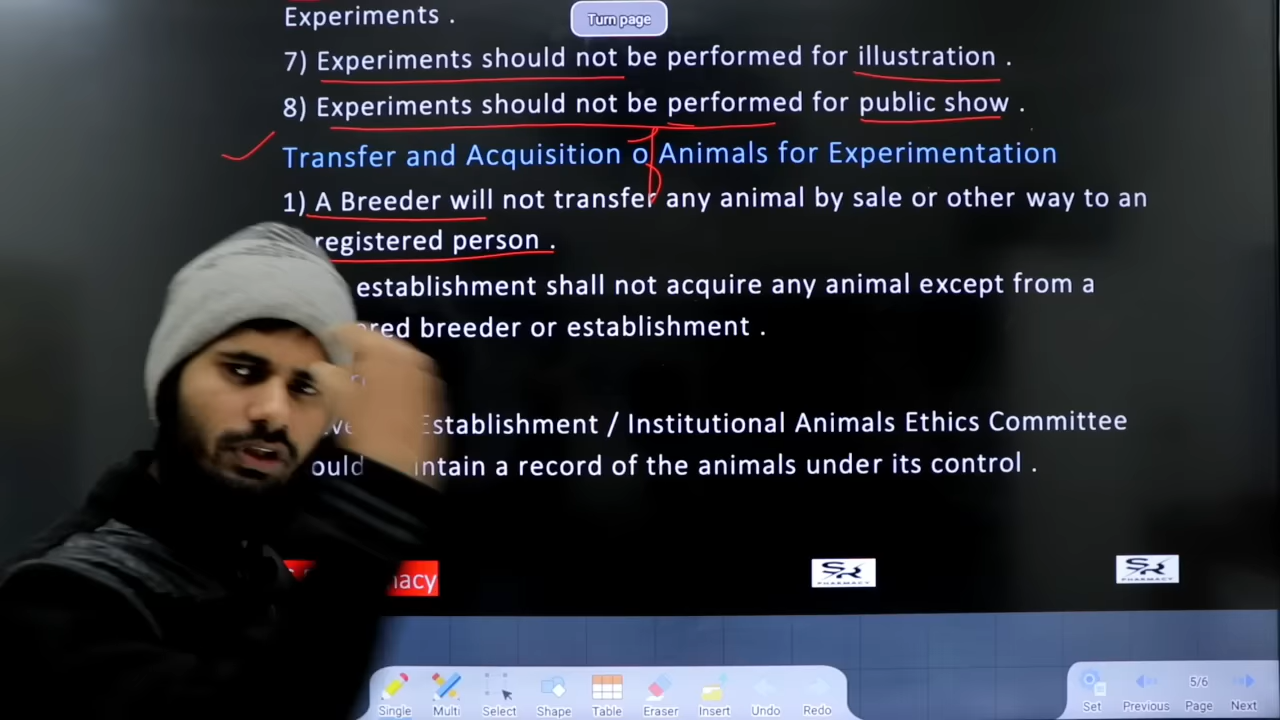 Experiments .
Turn page
7) Experiments should not be performed for illustration .
8) Experiments should not be performed for public show .
Transfer and Acquisition o Animals for Experimentation
1) A Breeder will not transfer any animal by sale or other way to an
registered person .
establishment shall not acquire any animal except from a
breeder or establishment .
Establishment / Institutional Animals Ethics Committee
a record of the animals under its control .
SR
PHARMACY
SR
PHARMACY
Single Multi Select Shape Table Eraser Insert Undo Redo
5/6
Set Previous Page Next